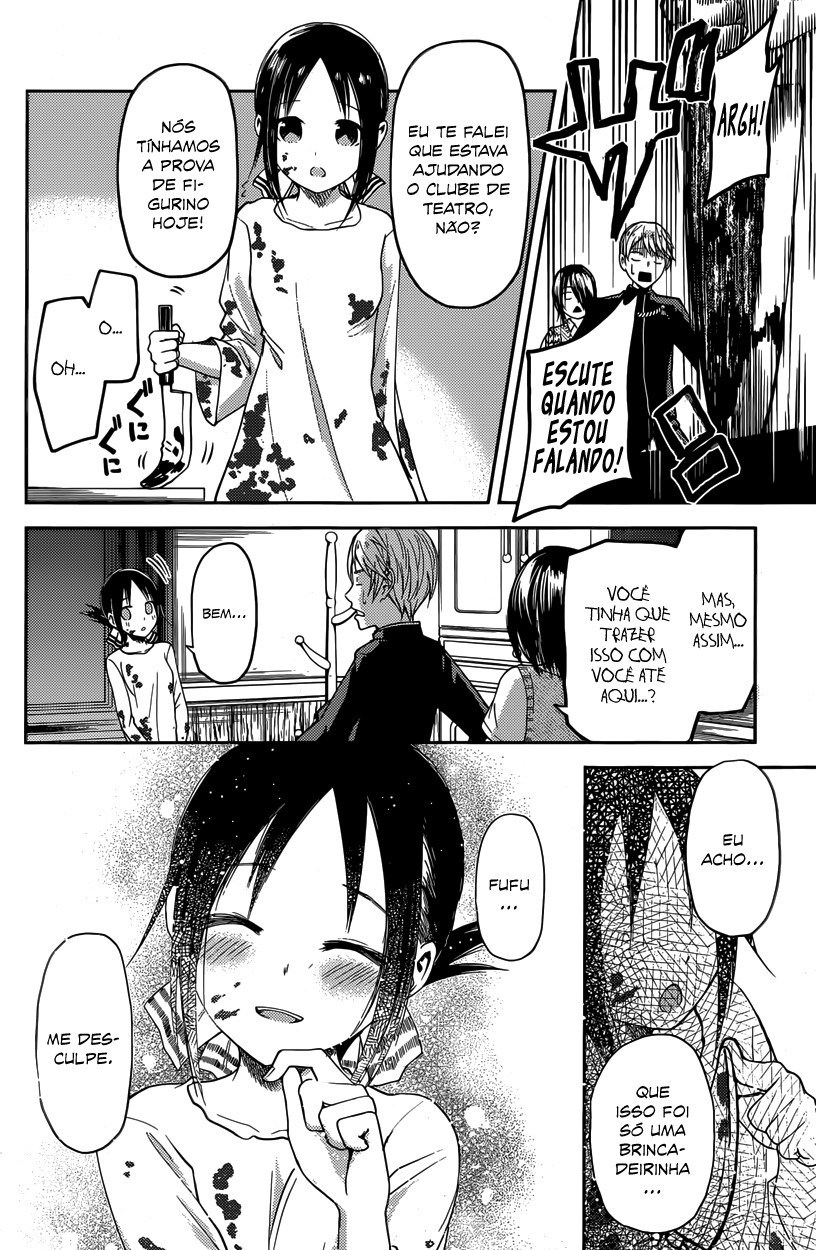 ARGH!
ESCUTE
QUANDO
ESTOU
FALANDO!
EU TE FALEI
QUE ESTAVA
AJUDANDO
O CLUBE DE
TEATRO,
NÃO?
NÓS
TÍNHAMOS
A PROVA
DE FI-
GURINO
HOJE!
O...
OH...
ぐに
ぐに
MAS,
MESMO
ASSIM...
VOCÊ
TINHA QUE
TRAZER
ISSO COM
VOCÊ ATÉ
AQUI...?
BEM...
EU
ACHO...
QUE
ISSO FOI
SÓ UMA
BRINCA-
DEIRINHA
...
FUFU
...
ME DES-
CULPE.